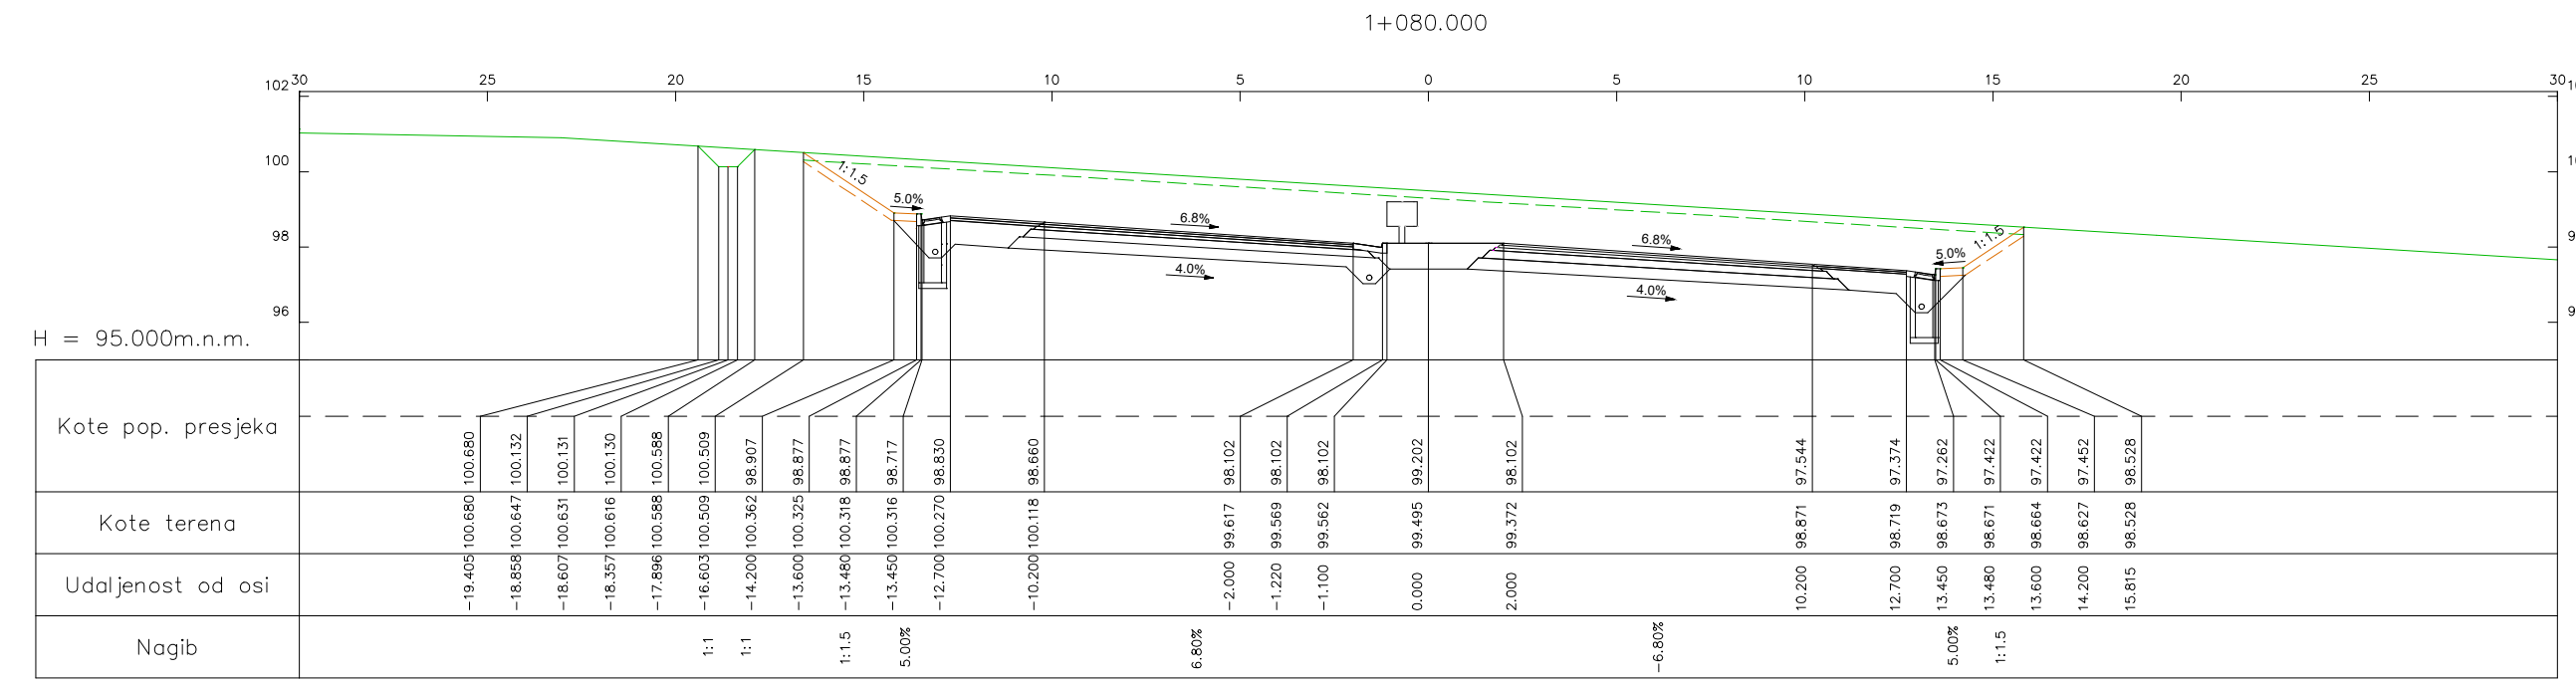 1+080.000
30 25 20 15 10 5 0 5 10 15 20 25 30
102
100
98
96
1:1.5
5.0%
6.8%
4.0%
6.8%
4.0%
5.0%
1:1.5
H = 95.000m.n.m.
Kote pop. presjeka 100.680 100.132 100.131 100.130 100.588 100.509 98.907 98.877 98.877 98.717 98.830 98.660 98.102 98.102 98.102 99.202 98.102 97.544 97.374 97.262 97.422 97.422 97.452 98.528
Kote terena 100.680 100.647 100.631 100.616 100.588 100.509 100.362 100.325 100.318 100.316 100.270 100.118 99.617 99.569 99.562 99.495 99.372 98.871 98.719 98.673 98.671 98.664 98.627 98.528
Udaljenost od osi -19.405 -18.858 -18.607 -18.357 -17.896 -16.603 -14.200 -13.600 -13.480 -13.450 -12.700 -10.200 -2.000 -1.220 -1.100 0.000 2.000 10.200 12.700 13.450 13.480 13.600 14.200 15.815
Nagib 1:1 1:1 1:1.5 5.00% 6.80% -6.80% 5.00% 1:1.5